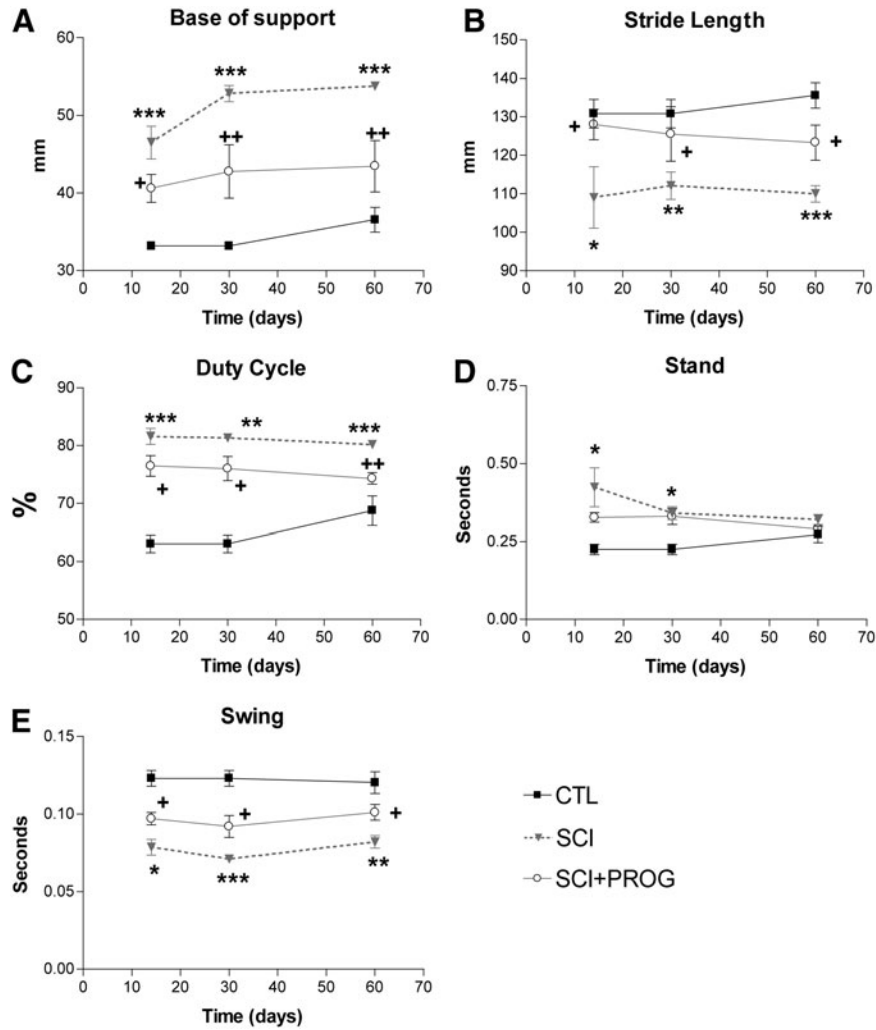 A
Base of support
60
50
40
30
mm
***
***
***
+
++
++
0 10 20 30 40 50 60 70
Time (days)
B
Stride Length
150
140
130
120
110
100
90
mm
+
+
+
*
**
***
0 10 20 30 40 50 60 70
Time (days)
C
Duty Cycle
90
80
70
60
50
%
***
**
***
+
+
++
0 10 20 30 40 50 60 70
Time (days)
D
Stand
0.75
0.50
0.25
0.00
Seconds
*
*
0 10 20 30 40 50 60 70
Time (days)
E
Swing
0.15
0.10
0.05
0.00
Seconds
+
+
+
*
***
**
0 10 20 30 40 50 60 70
Time (days)
CTL
SCI
SCI+PROG